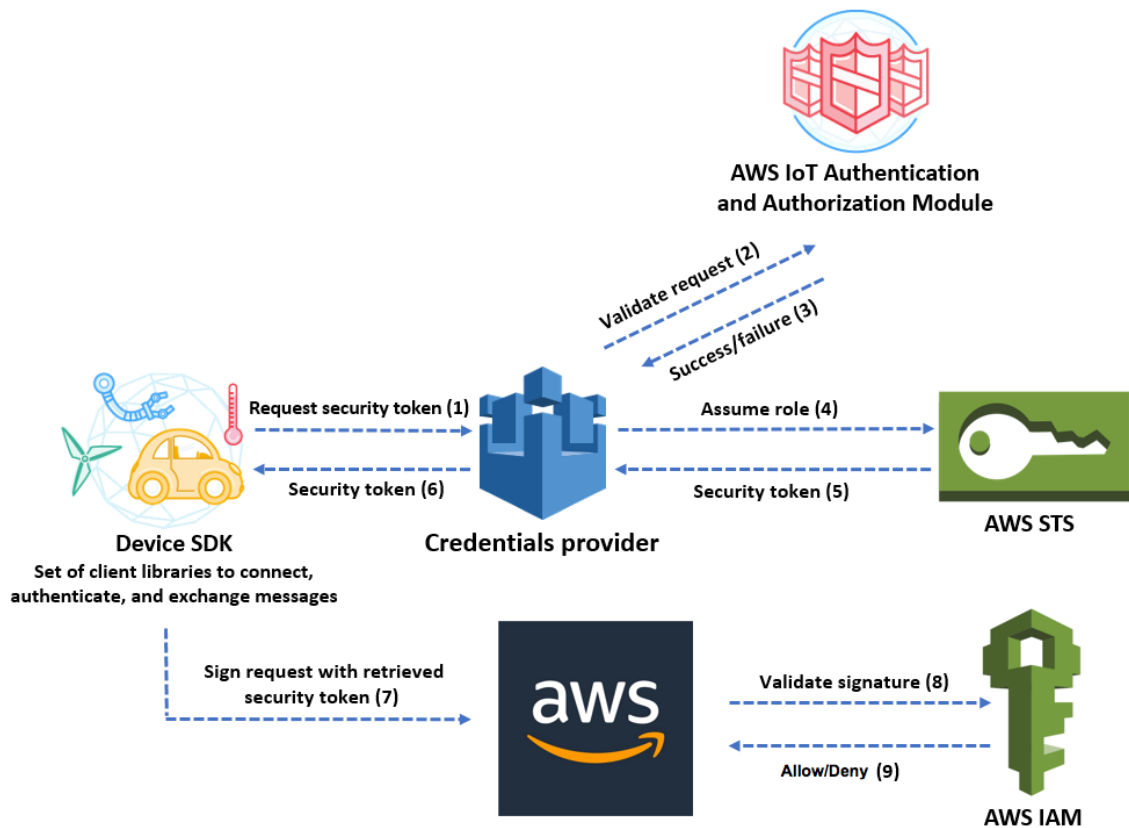 AWS IoT Authentication
and Authorization Module
Validate request (2)
Success/failure (3)
Request security token (1)
Assume role (4)
Security token (6)
Security token (5)
Device SDK
Set of client libraries to connect,
authenticate, and exchange messages
Credentials provider
AWS STS
Sign request with retrieved
security token (7)
aws
Validate signature (8)
Allow/Deny (9)
AWS IAM